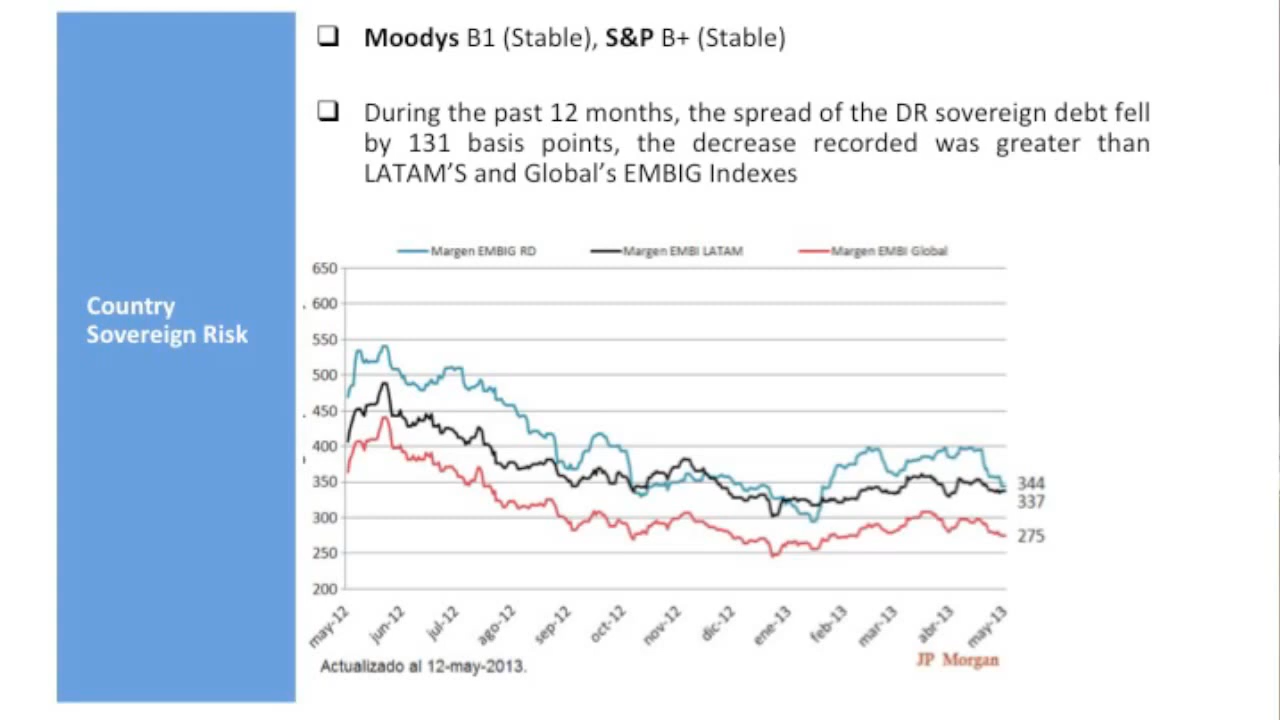 Moodys B1 (Stable), S&P B+ (Stable)
During the past 12 months, the spread of the DR sovereign debt fell
by 131 basis points, the decrease recorded was greater than
LATAM'S and Global's EMBIG Indexes
Country
Sovereign Risk
Margen EMBIG RD Margen EMBI LATAM Margen EMBI Global
650
600
550
500
450
400
350
300
250
200
344
337
275
may-12 jun-12 jul-12 ago-12 sep-12 oct-12 nov-12 dic-12 ene-13 feb-13 mar-13 abr-13 may-13
Actualizado al 12-may-2013.
JP Morgan